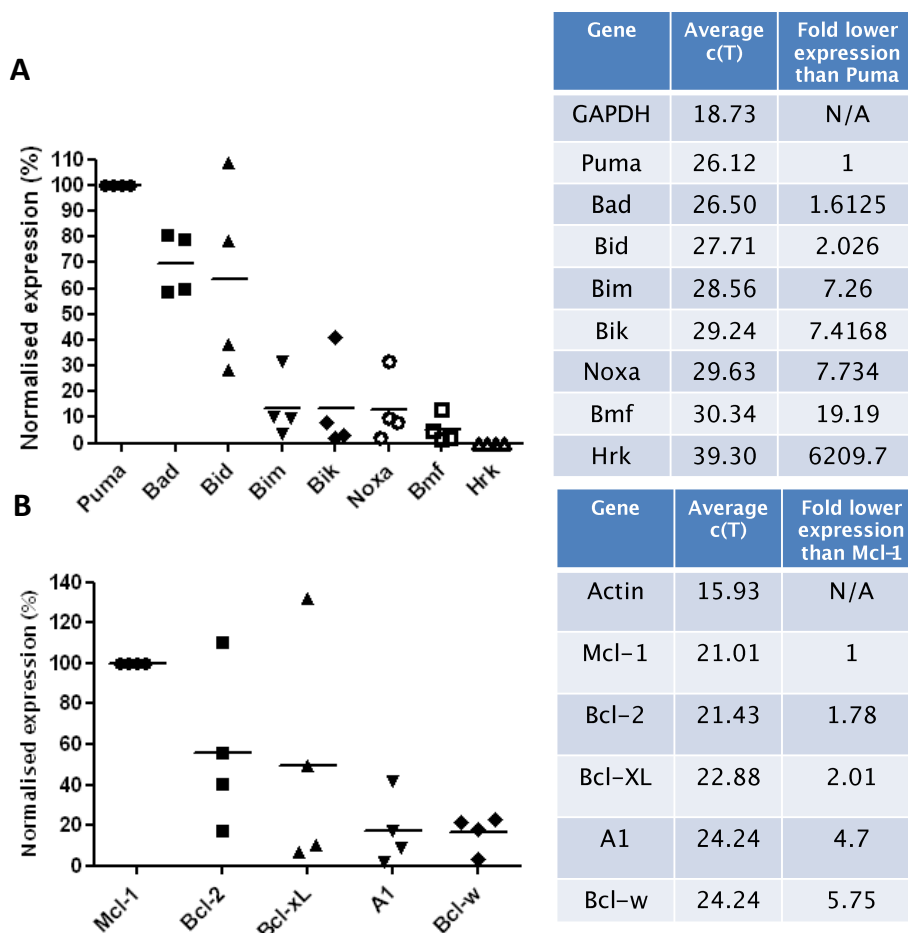 A
Normalised expression (%)
110
100
90
80
70
60
50
40
30
20
10
0
Puma Bad Bid Bim Bik Noxa Bmf Hrk
Gene Average c(T) Fold lower expression than Puma
GAPDH 18.73 N/A
Puma 26.12 1
Bad 26.50 1.6125
Bid 27.71 2.026
Bim 28.56 7.26
Bik 29.24 7.4168
Noxa 29.63 7.734
Bmf 30.34 19.19
Hrk 39.30 6209.7
B
Normalised expression (%)
140
120
100
80
60
40
20
0
Mcl-1 Bcl-2 Bcl-xL A1 Bcl-w
Gene Average c(T) Fold lower expression than Mcl-1
Actin 15.93 N/A
Mcl-1 21.01 1
Bcl-2 21.43 1.78
Bcl-XL 22.88 2.01
A1 24.24 4.7
Bcl-w 24.24 5.75